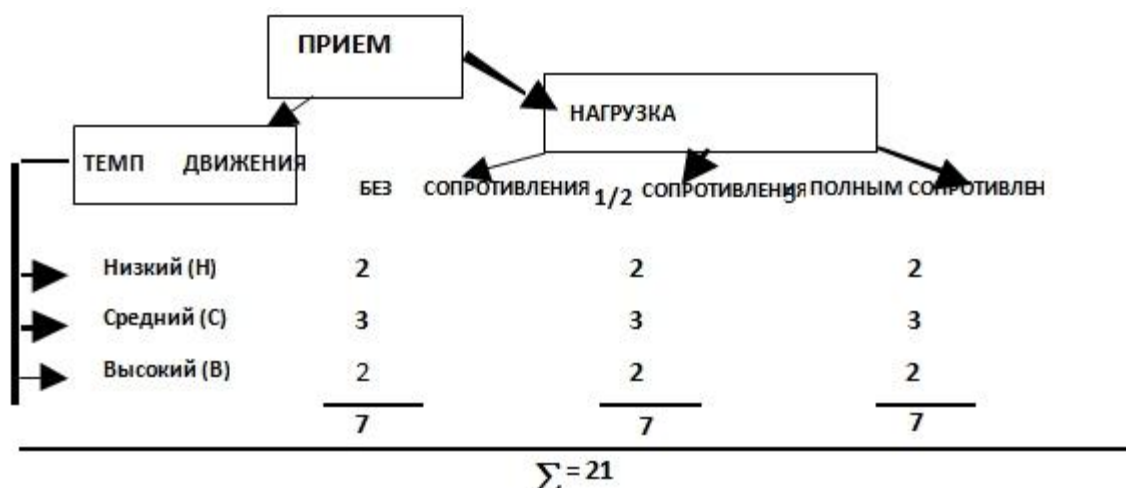 ПРИЕМ
НАГРУЗКА
ТЕМП ДВИЖЕНИЯ
БЕЗ СОПРОТИВЛЕНИЯ 1/2 СОПРОТИВЛЕНИЯ ПОЛНЫМ СОПРОТИВЛЕН
Низкий (Н) 2 2 2
Средний (С) 3 3 3
Высокий (В) 2 2 2
7 7 7
∑ = 21